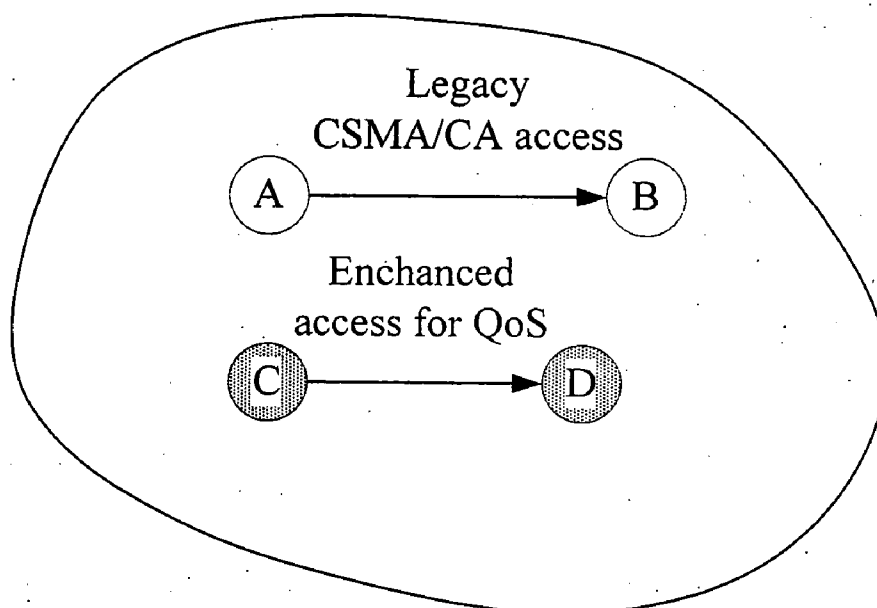 Legacy
CSMA/CA access
A
B
Enchanced
access for QoS
C
D